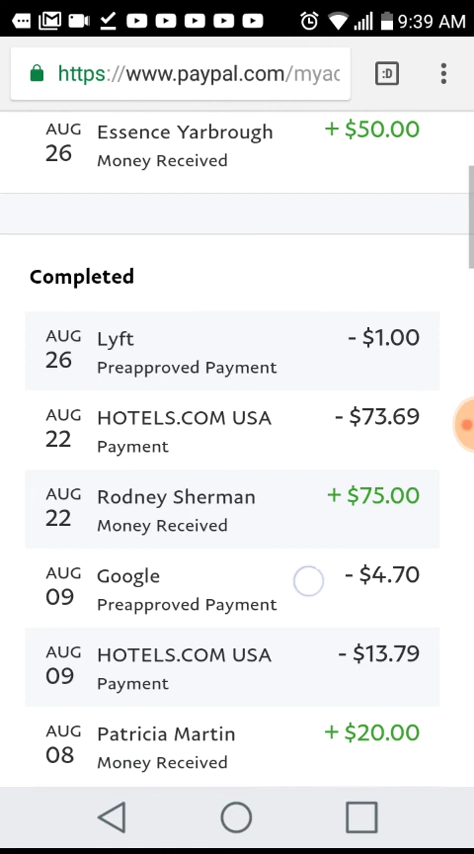 9:39 AM
https://www.paypal.com/myac
:D
AUG 26 Essence Yarbrough + $50.00
Money Received
Completed
AUG 26 Lyft - $1.00
Preapproved Payment
AUG 22 HOTELS.COM USA - $73.69
Payment
AUG 22 Rodney Sherman + $75.00
Money Received
AUG 09 Google - $4.70
Preapproved Payment
AUG 09 HOTELS.COM USA - $13.79
Payment
AUG 08 Patricia Martin + $20.00
Money Received